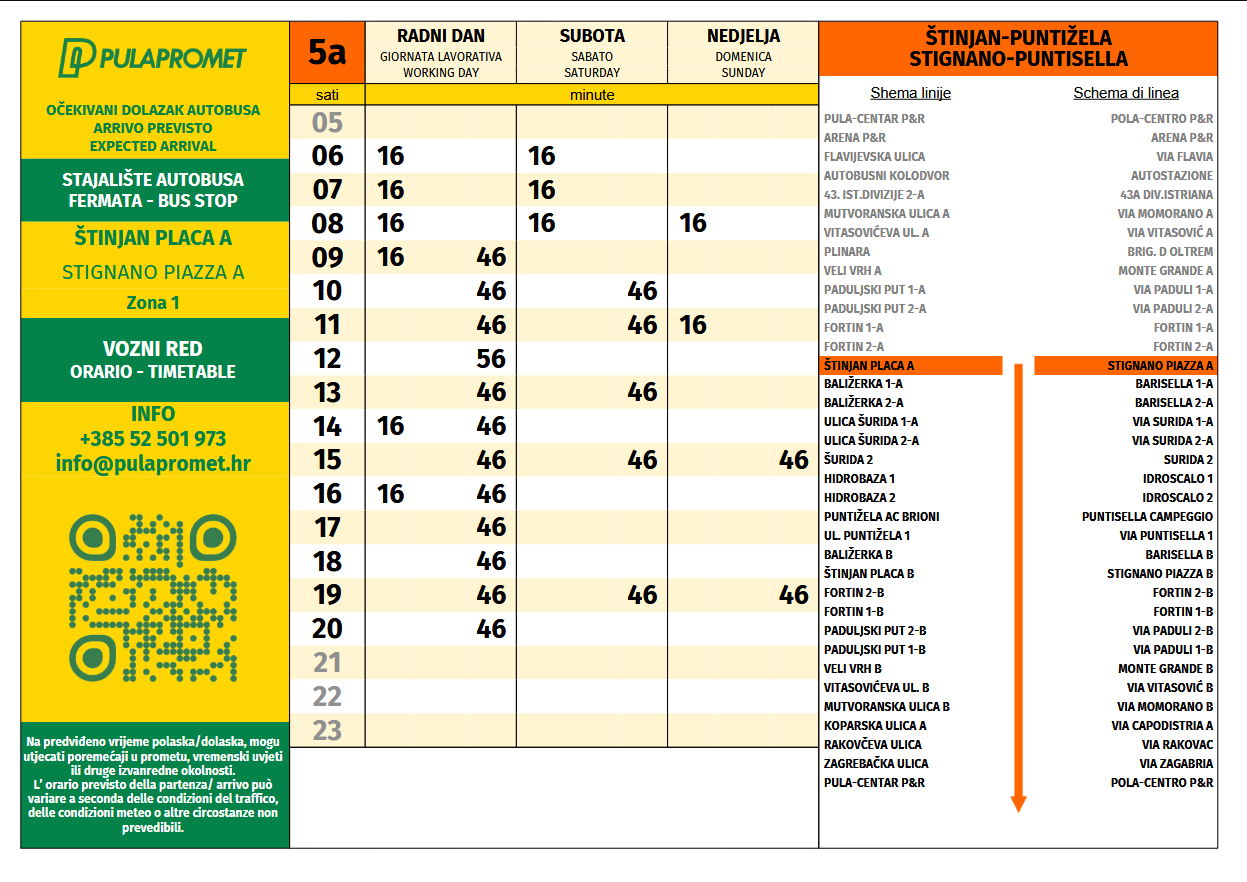 PULAPROMET
OČEKIVANI DOLAZAK AUTOBUSA
ARRIVO PREVISTO
EXPECTED ARRIVAL
STAJALIŠTE AUTOBUSA
FERMATA - BUS STOP
ŠTINJAN PLACA A
STIGNANO PIAZZA A
Zona 1
VOZNI RED
ORARIO - TIMETABLE
INFO
+385 52 501 973
info@pulapromet.hr
Na predviđeno vrijeme polaska/dolaska, mogu
utjecati poremećaji u prometu, vremenski uvjeti
ili druge izvanredne okolnosti.
L' orario previsto della partenza/ arrivo può
variare a seconda delle condizioni del traffico,
delle condizioni meteo o altre circostanze non
prevedibili.
5a
RADNI DAN SUBOTA NEDJELJA
GIORNATA LAVORATIVA SABATO DOMENICA
WORKING DAY SATURDAY SUNDAY
sati minute
05
06 16 16
07 16 16
08 16 16 16
09 16 46
10 46 46
11 46 46 16
12 56
13 46 46
14 16 46
15 46 46 46
16 16 46
17 46
18 46
19 46 46 46
20 46
21
22
23
ŠTINJAN-PUNTIŽELA
STIGNANO-PUNTISELLA
Shema linije Schema di linea
PULA-CENTAR P&R POLA-CENTRO P&R
ARENA P&R ARENA P&R
FLAVIJEVSKA ULICA VIA FLAVIA
AUTOBUSNI KOLODVOR AUTOSTAZIONE
43. IST.DIVIZIJE 2-A 43A DIV.ISTRIANA
MUTVORANSKA ULICA A VIA MOMORANO A
VITASOVIĆEVA UL. A VIA VITASOVIĆ A
PLINARA BRIG. D OLTREM
VELI VRH A MONTE GRANDE A
PADULJSKI PUT 1-A VIA PADULI 1-A
PADULJSKI PUT 2-A VIA PADULI 2-A
FORTIN 1-A FORTIN 1-A
FORTIN 2-A FORTIN 2-A
ŠTINJAN PLACA A STIGNANO PIAZZA A
BALIŽERKA 1-A BARISELLA 1-A
BALIŽERKA 2-A BARISELLA 2-A
ULICA ŠURIDA 1-A VIA SURIDA 1-A
ULICA ŠURIDA 2-A VIA SURIDA 2-A
ŠURIDA 2 SURIDA 2
HIDROBAZA 1 IDROSCALO 1
HIDROBAZA 2 IDROSCALO 2
PUNTIŽELA AC BRIONI PUNTISELLA CAMPEGGIO
UL. PUNTIŽELA 1 VIA PUNTISELLA 1
BALIŽERKA B BARISELLA B
ŠTINJAN PLACA B STIGNANO PIAZZA B
FORTIN 2-B FORTIN 2-B
FORTIN 1-B FORTIN 1-B
PADULJSKI PUT 2-B VIA PADULI 2-B
PADULJSKI PUT 1-B VIA PADULI 1-B
VELI VRH B MONTE GRANDE B
VITASOVIĆEVA UL. B VIA VITASOVIĆ B
MUTVORANSKA ULICA B VIA MOMORANO B
KOPARSKA ULICA A VIA CAPODISTRIA A
RAKOVČEVA ULICA VIA RAKOVAC
ZAGREBAČKA ULICA VIA ZAGABRIA
PULA-CENTAR P&R POLA-CENTRO P&R